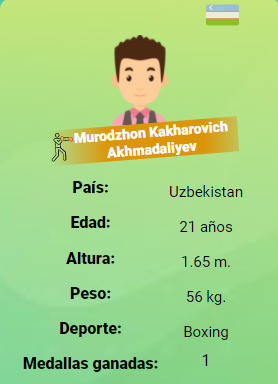 Murodzhon Kakharovich
Akhmadaliyev
País: Uzbekistan
Edad: 21 años
Altura: 1.65 m.
Peso: 56 kg.
Deporte: Boxing
Medallas ganadas: 1